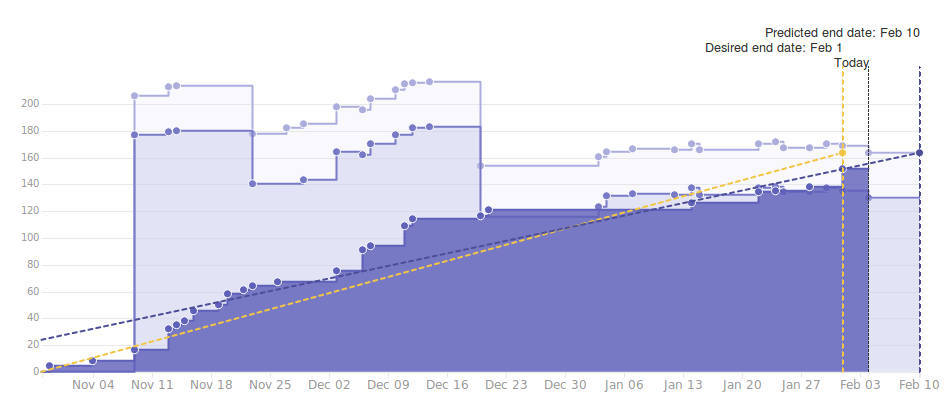 Predicted end date: Feb 10
Desired end date: Feb 1
Today
200
180
160
140
120
100
80
60
40
20
0
Nov 04 Nov 11 Nov 18 Nov 25 Dec 02 Dec 09 Dec 16 Dec 23 Dec 30 Jan 06 Jan 13 Jan 20 Jan 27 Feb 03 Feb 10